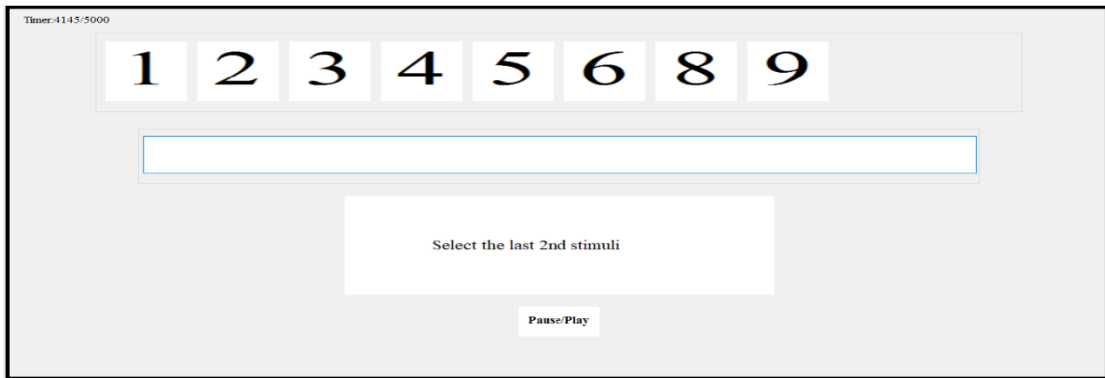 Timer:4145/5000
1 2 3 4 5 6 8 9
Select the last 2nd stimuli
Pause/Play